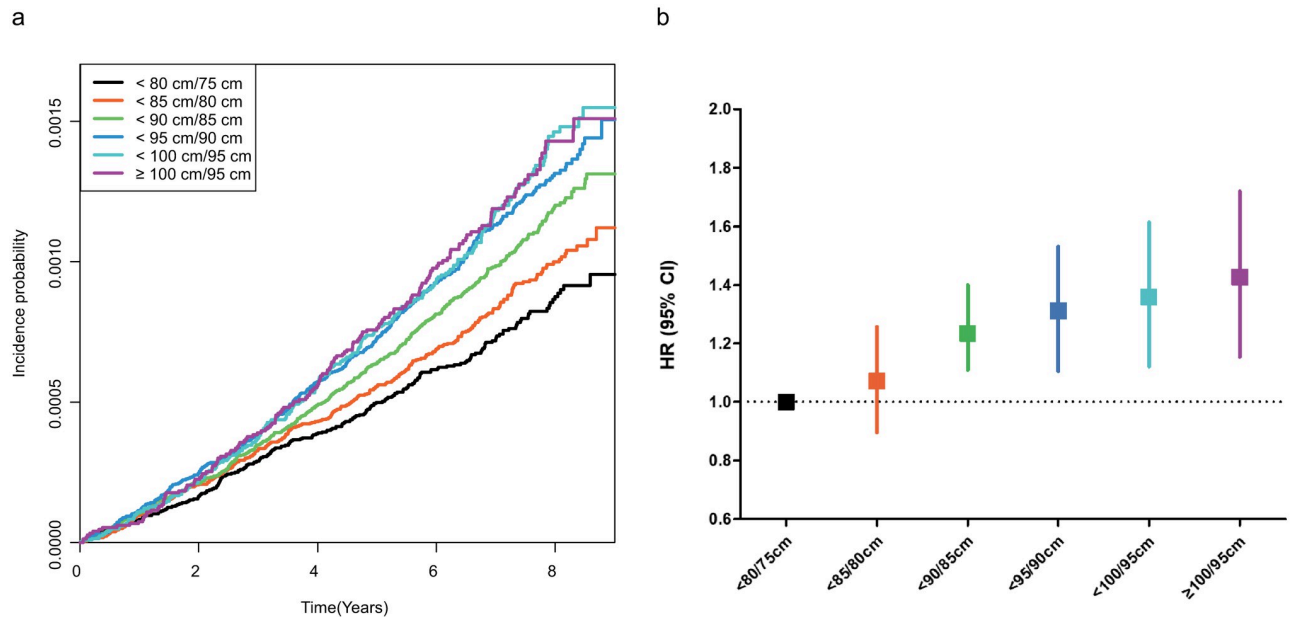 a
< 80 cm/75 cm
< 85 cm/80 cm
< 90 cm/85 cm
< 95 cm/90 cm
< 100 cm/95 cm
≥ 100 cm/95 cm
Incidence probability
0.0015
0.0010
0.0005
0.0000
0 2 4 6 8
Time(Years)
b
HR (95% CI)
2.0
1.8
1.6
1.4
1.2
1.0
0.8
0.6
<80/75cm
<85/80cm
<90/85cm
<95/90cm
<100/95cm
≥100/95cm